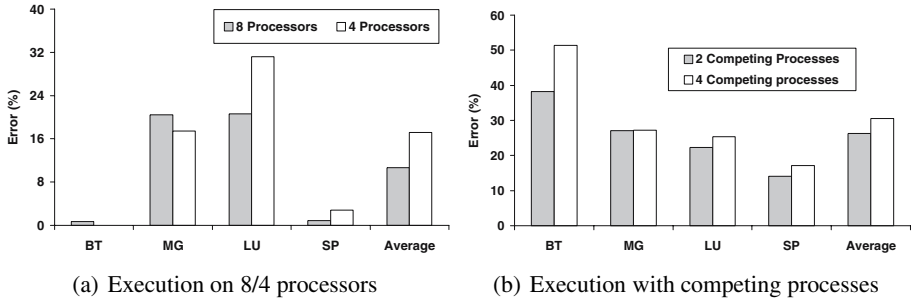 40
32
24
16
8
0
Error (%)
8 Processors
4 Processors
BT
MG
LU
SP
Average
(a) Execution on 8/4 processors
60
50
40
30
20
10
0
Error (%)
2 Competing Processes
4 Competing processes
BT
MG
LU
SP
Average
(b) Execution with competing processes